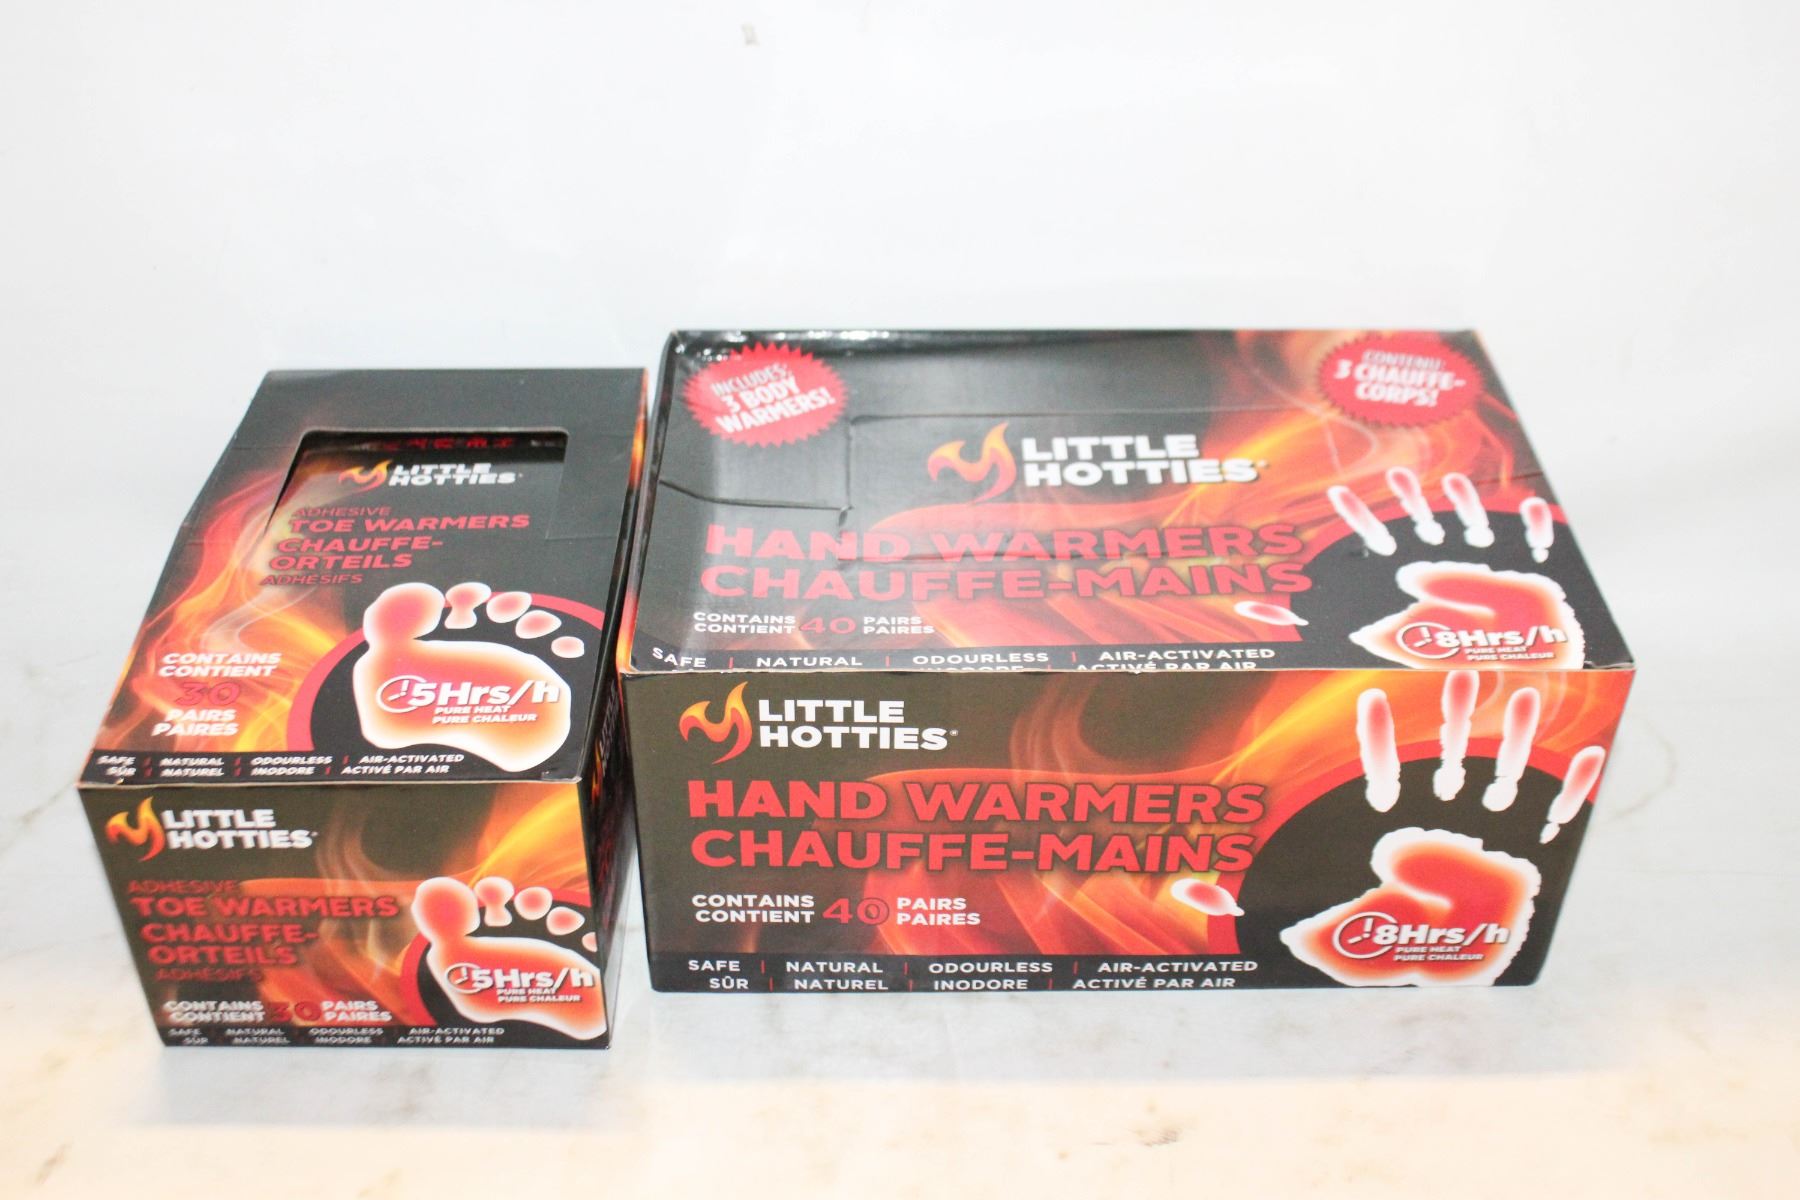 LITTLE
HOTTIES
ADHESIVE
TOE WARMERS
CHAUFFE-
ORTEILS
ADHÉSIFS
CONTAINS
CONTIENT
30
PAIRS
PAIRES
5Hrs/h
PURE HEAT
PURE CHALEUR
SAFE | NATURAL | ODOURLESS | AIR-ACTIVATED
SÛR | NATUREL | INODORE | ACTIVÉ PAR AIR
LITTLE
HOTTIES
ADHESIVE
TOE WARMERS
CHAUFFE-
ORTEILS
ADHÉSIFS
CONTAINS 30 PAIRS
CONTIENT PAIRES
5Hrs/h
PURE HEAT
PURE CHALEUR
SAFE | NATURAL | ODOURLESS | AIR-ACTIVATED
SÛR | NATUREL | INODORE | ACTIVÉ PAR AIR
INCLUDES:
3 BODY
WARMERS!
CONTENU:
3 CHAUFFE-
CORPS!
LITTLE
HOTTIES®
HAND WARMERS
CHAUFFE-MAINS
CONTAINS 40 PAIRS
CONTIENT PAIRES
8Hrs/h
PURE HEAT
PURE CHALEUR
SAFE | NATURAL | ODOURLESS | AIR-ACTIVATED
INODORE ACTIVÉ PAR AIR
LITTLE
HOTTIES®
HAND WARMERS
CHAUFFE-MAINS
CONTAINS 40 PAIRS
CONTIENT PAIRES
8Hrs/h
PURE HEAT
PURE CHALEUR
SAFE | NATURAL | ODOURLESS | AIR-ACTIVATED
SÛR | NATUREL | INODORE | ACTIVÉ PAR AIR